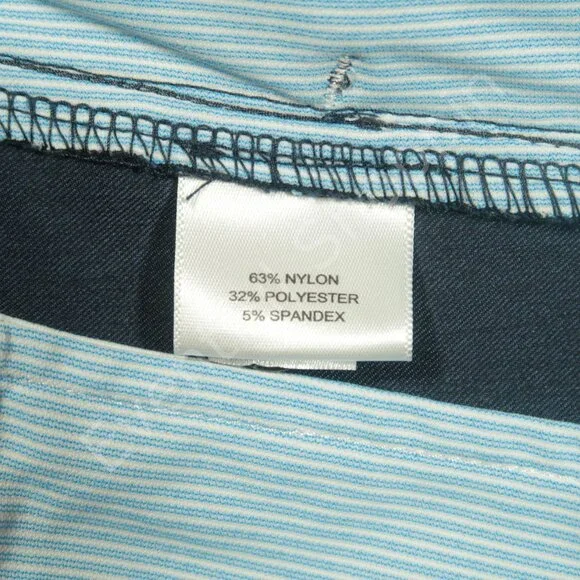 63% NYLON
32% POLYESTER
5% SPANDEX